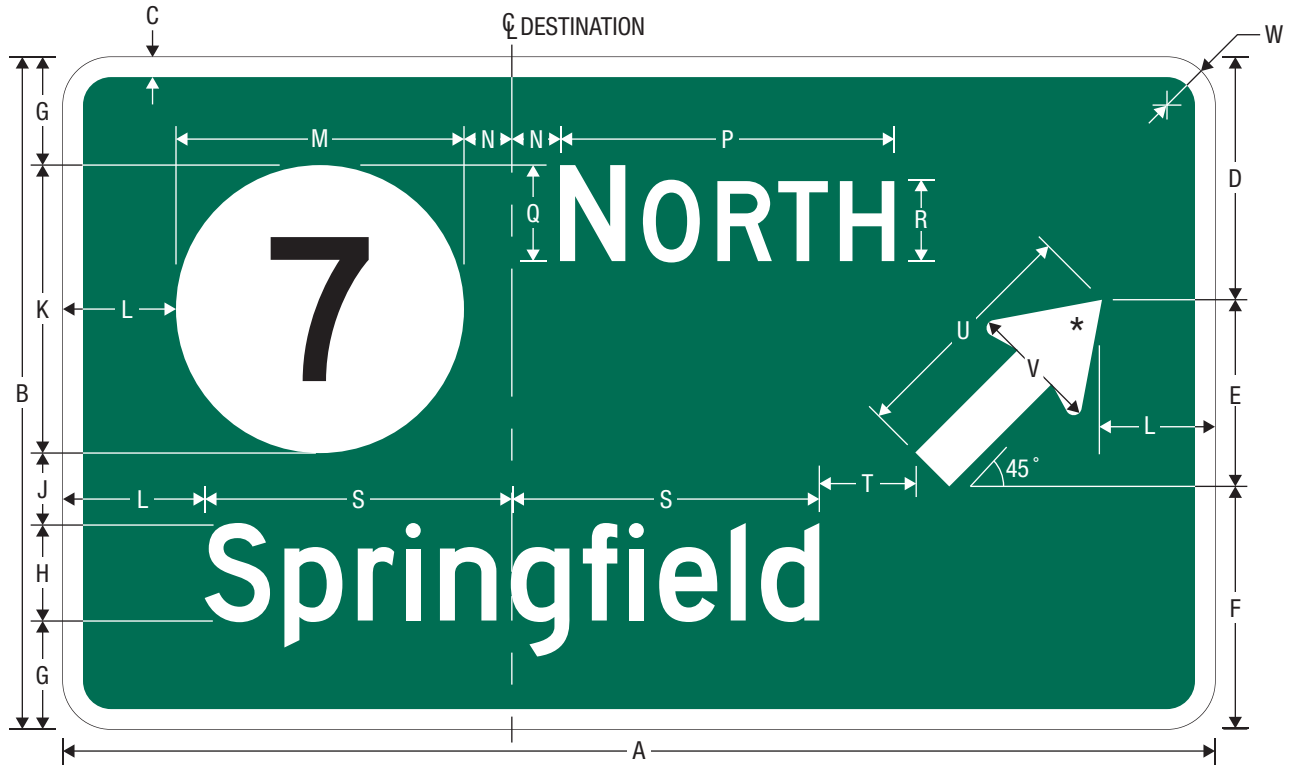 C
℄ DESTINATION
W
G
M N N P
D
Q R
NORTH
7
K
L
U
*
V
B
E
L
45°
J
L S S T
H
Springfield
F
G
A